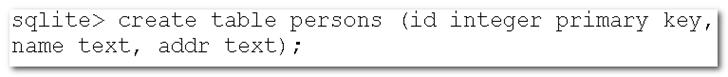 sqlite> create table persons (id integer primary key,
name text, addr text);